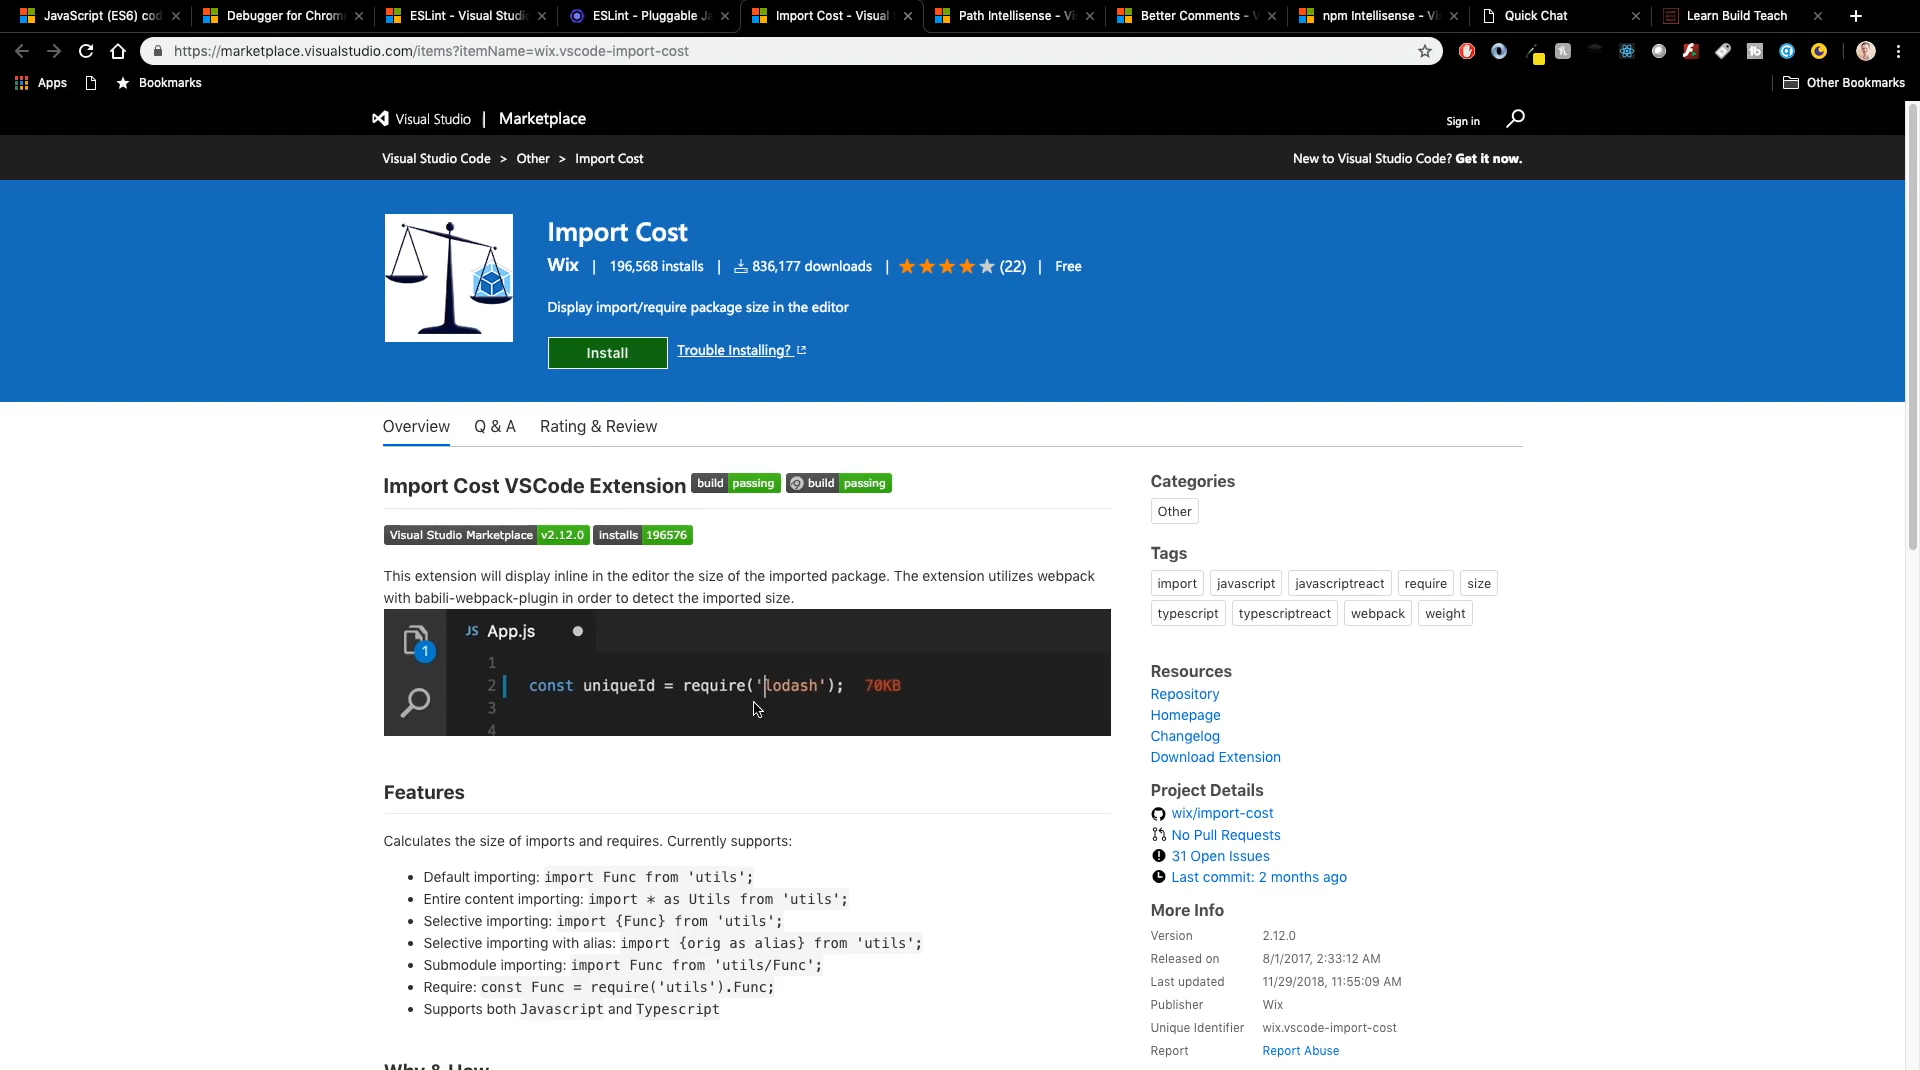 JavaScript (ES6) cod
Debugger for Chrom
ESLint - Visual Studi
ESLint - Pluggable Ja
Import Cost - Visual
Path Intellisense - Vi
Better Comments - V
npm Intellisense - Vi
Quick Chat
Learn Build Teach
https://marketplace.visualstudio.com/items?itemName=wix.vscode-import-cost
Apps
Bookmarks
Other Bookmarks
Visual Studio | Marketplace
Sign in
Visual Studio Code > Other > Import Cost
New to Visual Studio Code? Get it now.
Import Cost
Wix | 196,568 installs | 836,177 downloads | (22) | Free
Display import/require package size in the editor
Install
Trouble Installing?
Overview
Q & A
Rating & Review
Import Cost VSCode Extension build passing build passing
Visual Studio Marketplace v2.12.0 installs 196576
This extension will display inline in the editor the size of the imported package. The extension utilizes webpack
with babili-webpack-plugin in order to detect the imported size.
JS App.js
1
1
2 const uniqueId = require('lodash'); 70KB
3
4
Features
Calculates the size of imports and requires. Currently supports:
• Default importing: import Func from 'utils';
• Entire content importing: import * as Utils from 'utils';
• Selective importing: import {Func} from 'utils';
• Selective importing with alias: import {orig as alias} from 'utils';
• Submodule importing: import Func from 'utils/Func';
• Require: const Func = require('utils').Func;
• Supports both Javascript and Typescript
Why & How
Categories
Other
Tags
import javascript javascriptreact require size
typescript typescriptreact webpack weight
Resources
Repository
Homepage
Changelog
Download Extension
Project Details
wix/import-cost
No Pull Requests
31 Open Issues
Last commit: 2 months ago
More Info
Version 2.12.0
Released on 8/1/2017, 2:33:12 AM
Last updated 11/29/2018, 11:55:09 AM
Publisher Wix
Unique Identifier wix.vscode-import-cost
Report Report Abuse